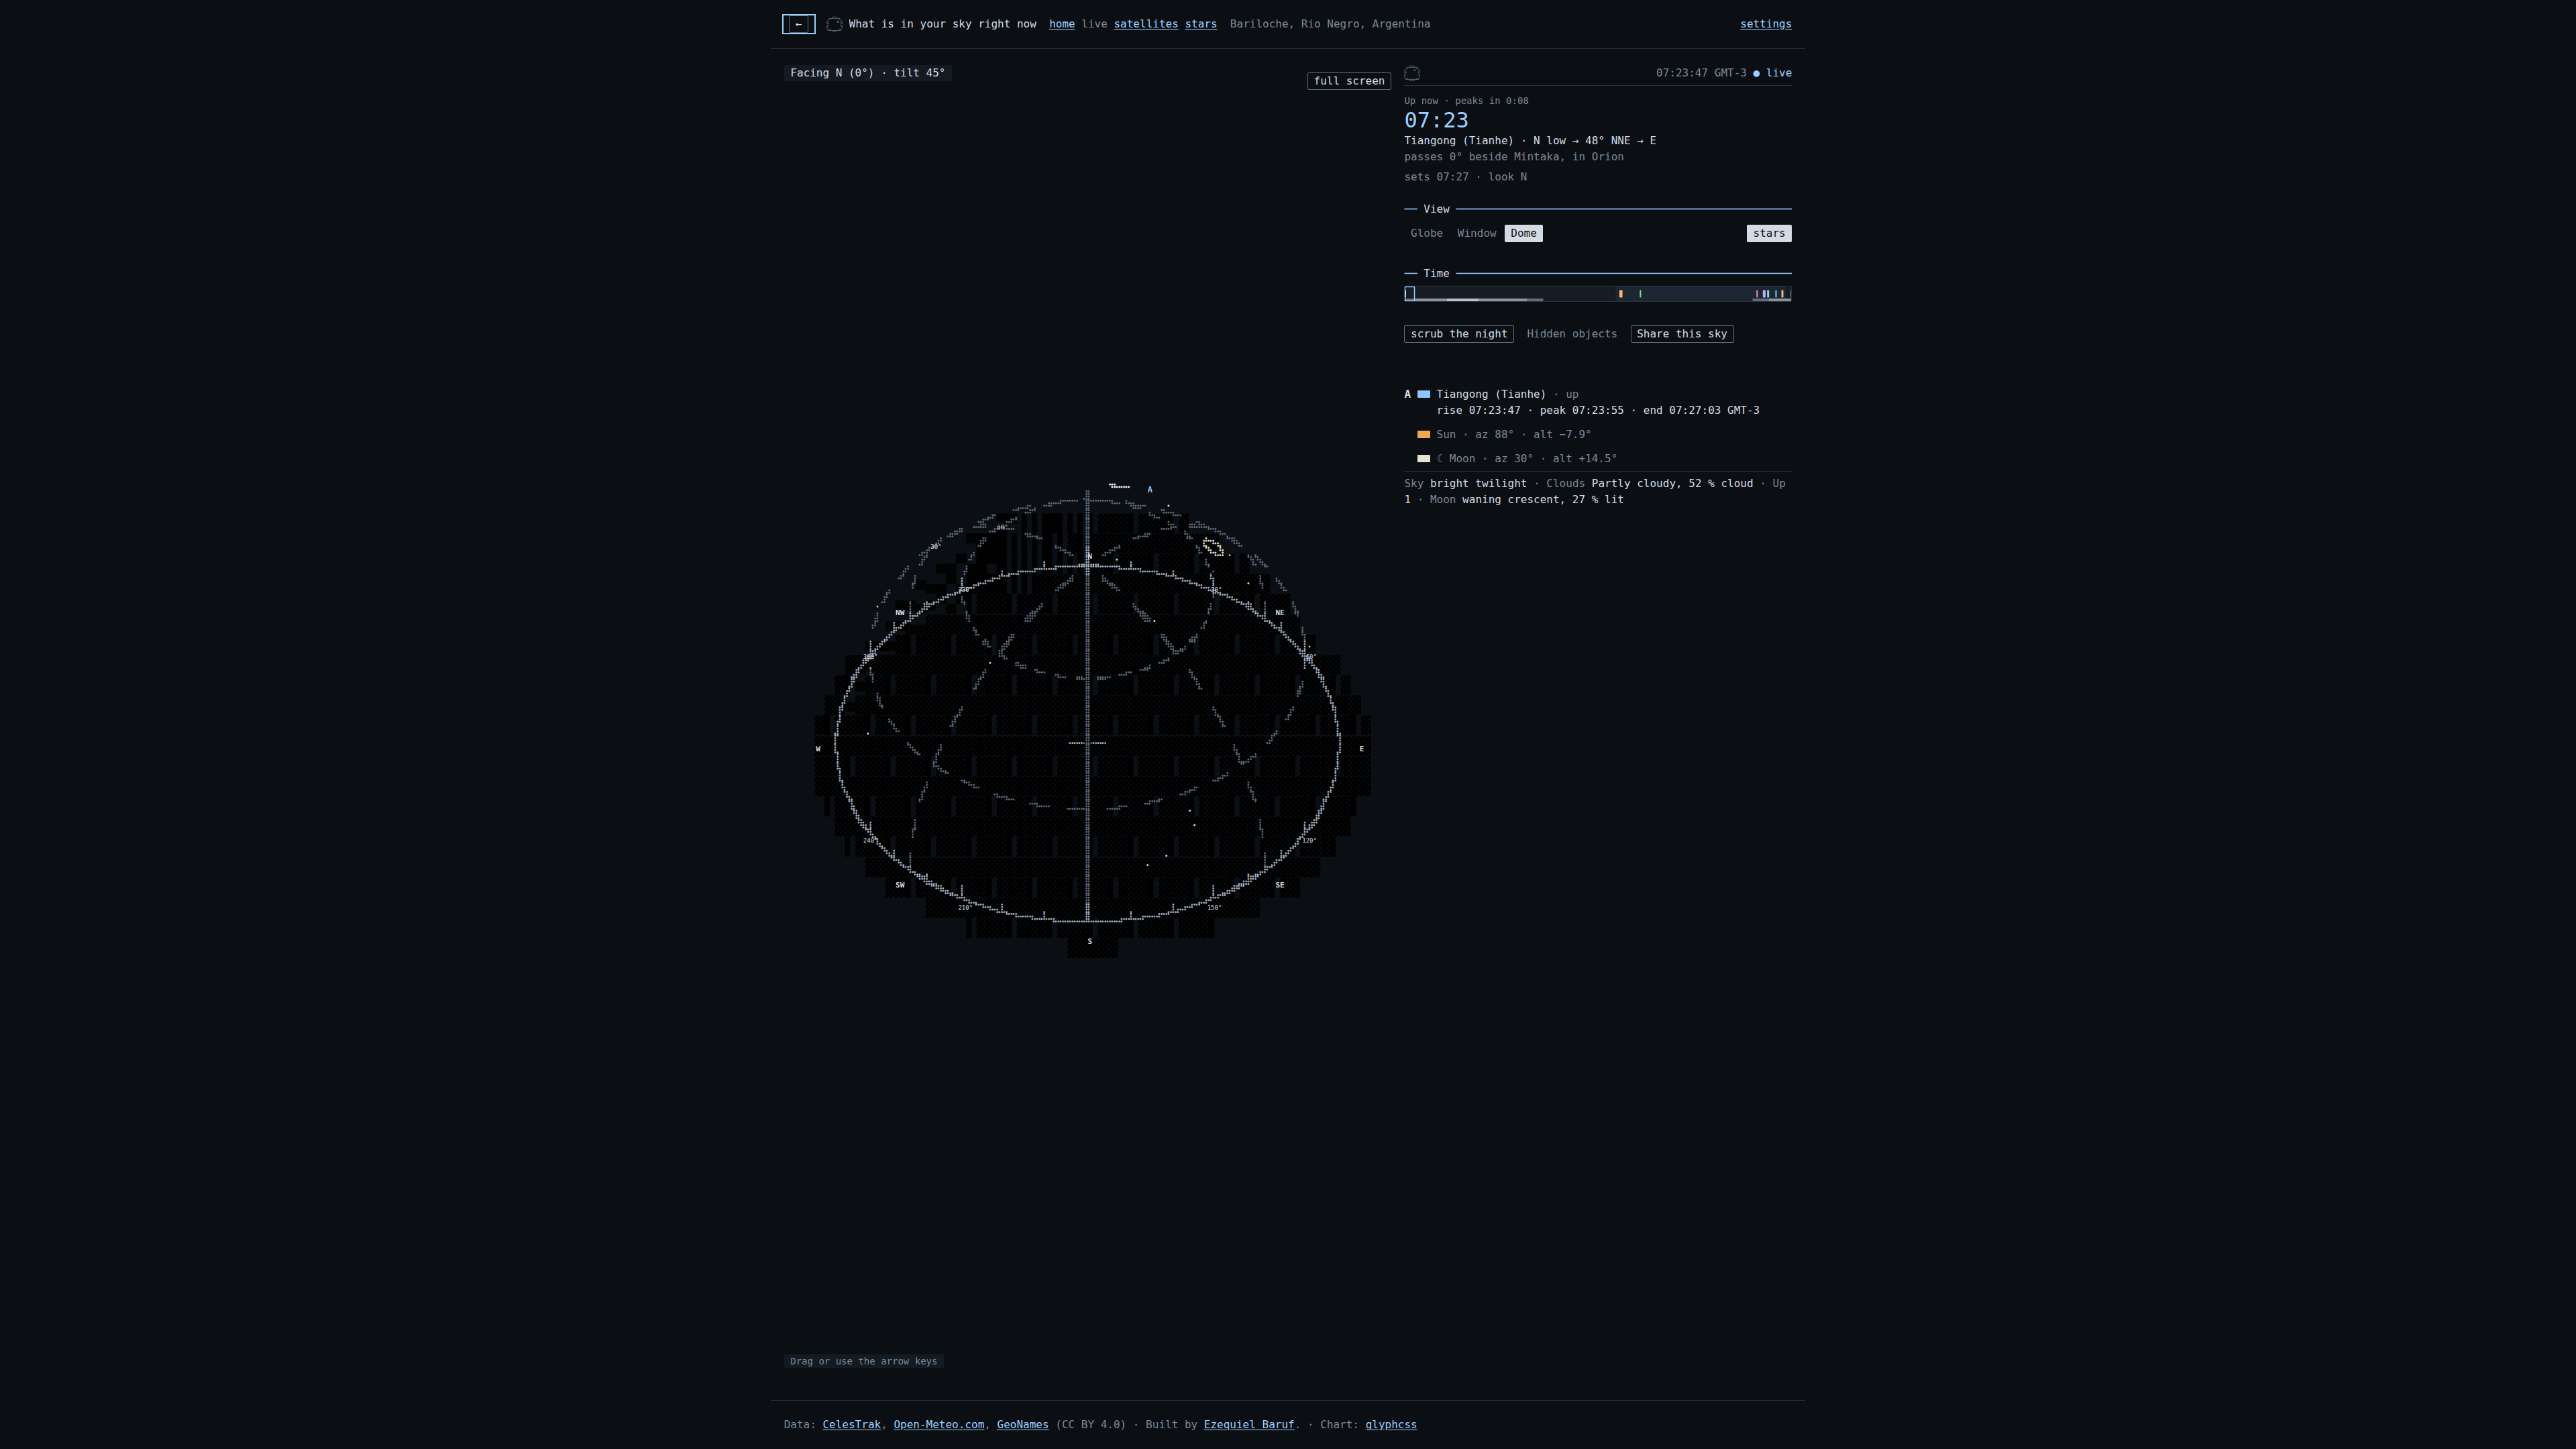 ← What is in your sky right now home live satellites stars Bariloche, Rio Negro, Argentina settings
Facing N (0°) · tilt 45°
full screen
07:23:47 GMT-3 ● live
Up now · peaks in 0:08
07:23
Tiangong (Tianhe) · N low → 48° NNE → E
passes 0° beside Mintaka, in Orion
sets 07:27 · look N
View
Globe Window Dome stars
Time
scrub the night Hidden objects Share this sky
A Tiangong (Tianhe) · up
rise 07:23:47 · peak 07:23:55 · end 07:27:03 GMT-3
Sun · az 88° · alt −7.9°
☾ Moon · az 30° · alt +14.5°
Sky bright twilight · Clouds Partly cloudy, 52 % cloud · Up
1 · Moon waning crescent, 27 % lit
A
N
NW
NE
W
E
240°
120°
SW
SE
210°
150°
S
Drag or use the arrow keys
Data: CelesTrak, Open-Meteo.com, GeoNames (CC BY 4.0) · Built by Ezequiel Baruf. · Chart: glyphcss